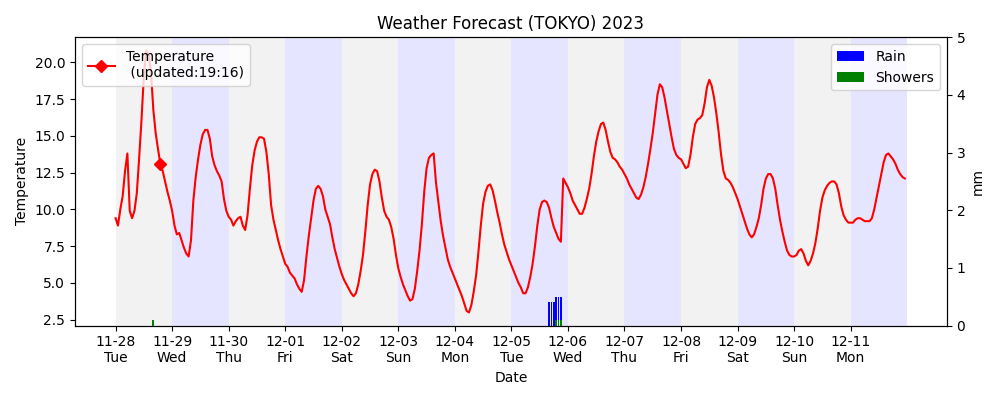 Weather Forecast (TOKYO) 2023
Temperature
(updated:19:16)
Rain
Showers
Temperature
20.0
17.5
15.0
12.5
10.0
7.5
5.0
2.5
5
4
3
2
1
0
mm
11-28 11-29 11-30 12-01 12-02 12-03 12-04 12-05 12-06 12-07 12-08 12-09 12-10 12-11
Tue Wed Thu Fri Sat Sun Mon Tue Wed Thu Fri Sat Sun Mon
Date